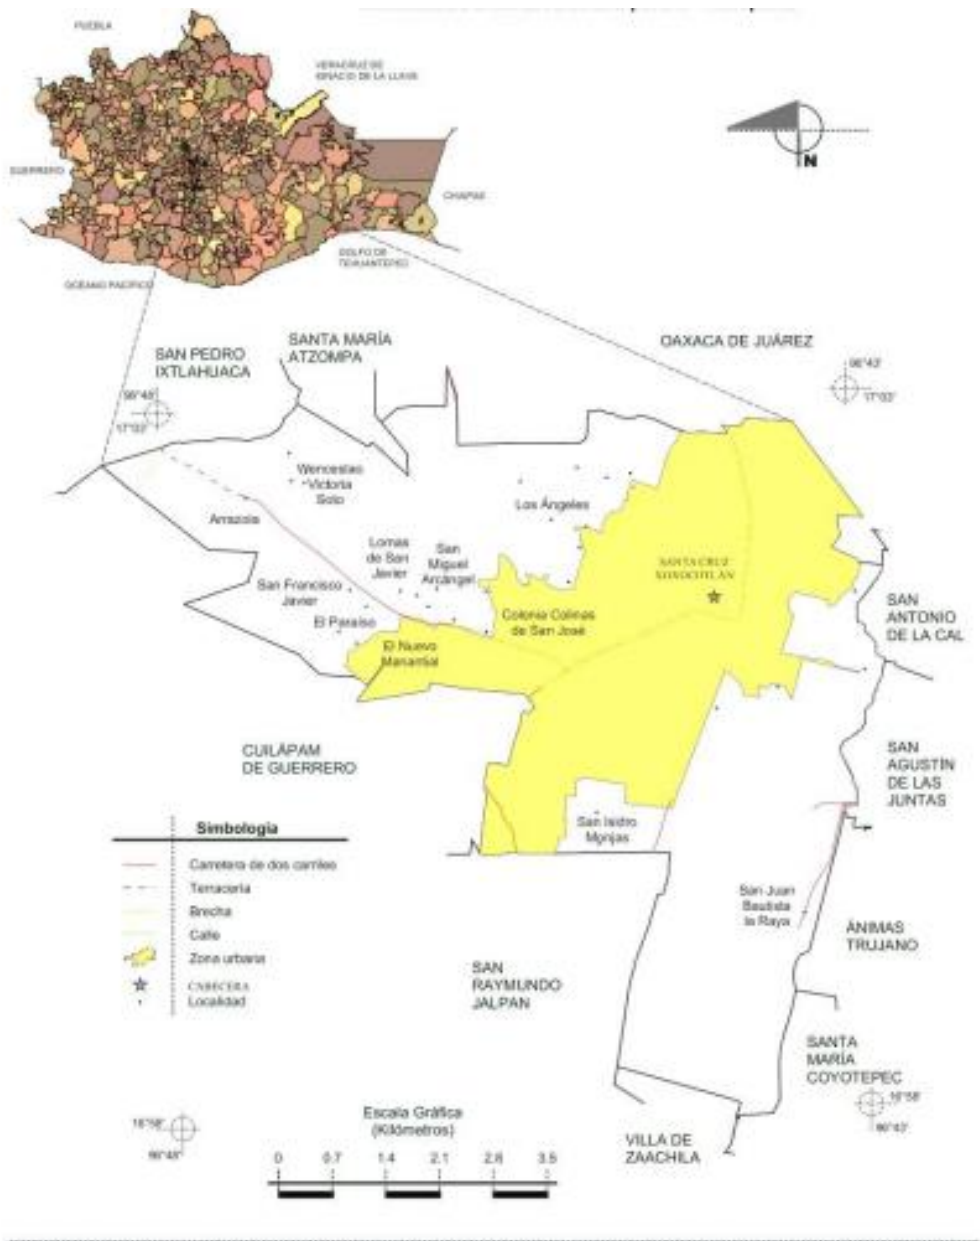 PUEBLA
VERACRUZ DE
IGNACIO DE LA LLAVE
GUERRERO
CHIAPAS
GOLFO DE
TEHUANTEPEC
OCÉANO PACÍFICO
N
SAN PEDRO
IXTLAHUACA
SANTA MARÍA
ATZOMPA
OAXACA DE JUÁREZ
96°48'
17°03'
96°43'
17°03'
Wenceslao
Victoria
Soto
Arrazola
Los Ángeles
Lomas
de San
Javier
San
Miguel
Arcángel
San Francisco
Javier
El Paraíso
El Nuevo
Manantial
Colonia Colinas
de San José
SANTA CRUZ
XOXOCOTLÁN
SAN
ANTONIO
DE LA CAL
CUILÁPAM
DE GUERRERO
SAN
AGUSTÍN
DE LAS
JUNTAS
San Isidro
Monjas
San Juan
Bautista
la Raya
ÁNIMAS
TRUJANO
SAN
RAYMUNDO
JALPAN
SANTA
MARÍA
COYOTEPEC
VILLA DE
ZAACHILA
Simbología
Carretera de dos carriles
Terracería
Brecha
Calle
Zona urbana
CABECERA
Localidad
16°58'
96°48'
16°58'
96°43'
Escala Gráfica
(Kilómetros)
0 0.7 1.4 2.1 2.8 3.5